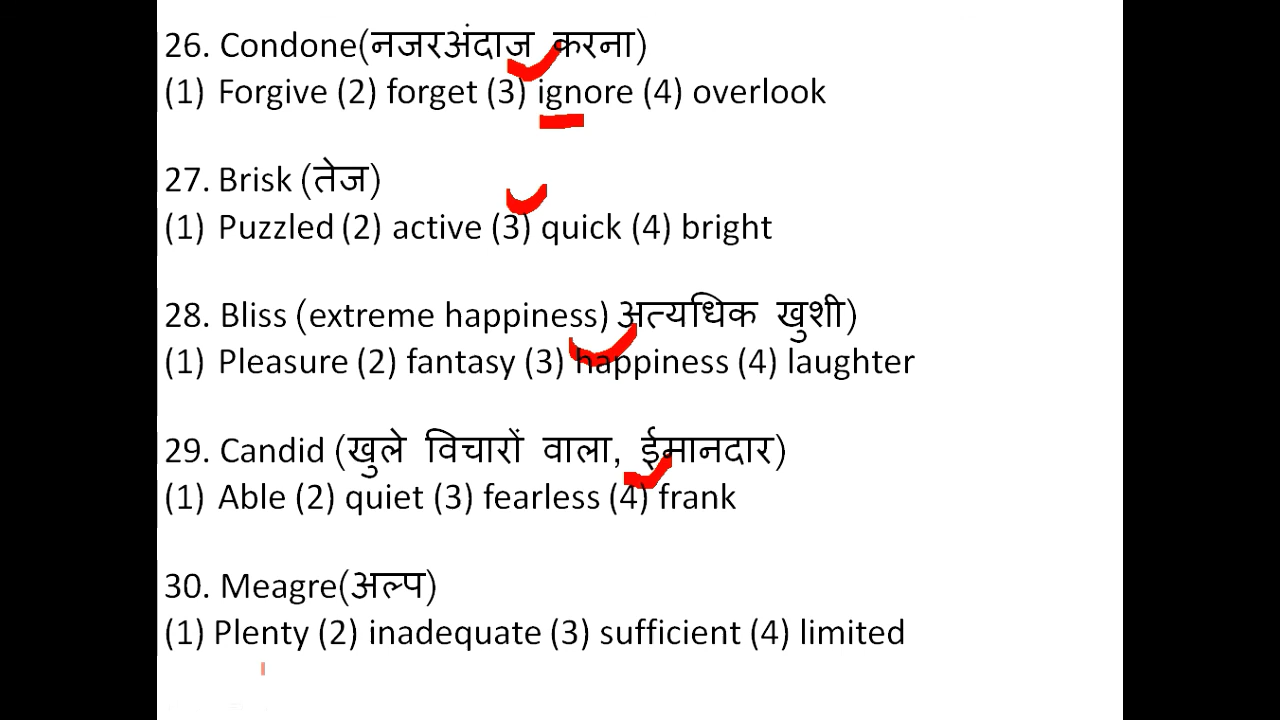 26. Condone(नजरअंदाज करना)
(1) Forgive (2) forget (3) ignore (4) overlook
27. Brisk (तेज)
(1) Puzzled (2) active (3) quick (4) bright
28. Bliss (extreme happiness) अत्यधिक खुशी)
(1) Pleasure (2) fantasy (3) happiness (4) laughter
29. Candid (खुले विचारों वाला, ईमानदार)
(1) Able (2) quiet (3) fearless (4) frank
30. Meagre(अल्प)
(1) Plenty (2) inadequate (3) sufficient (4) limited